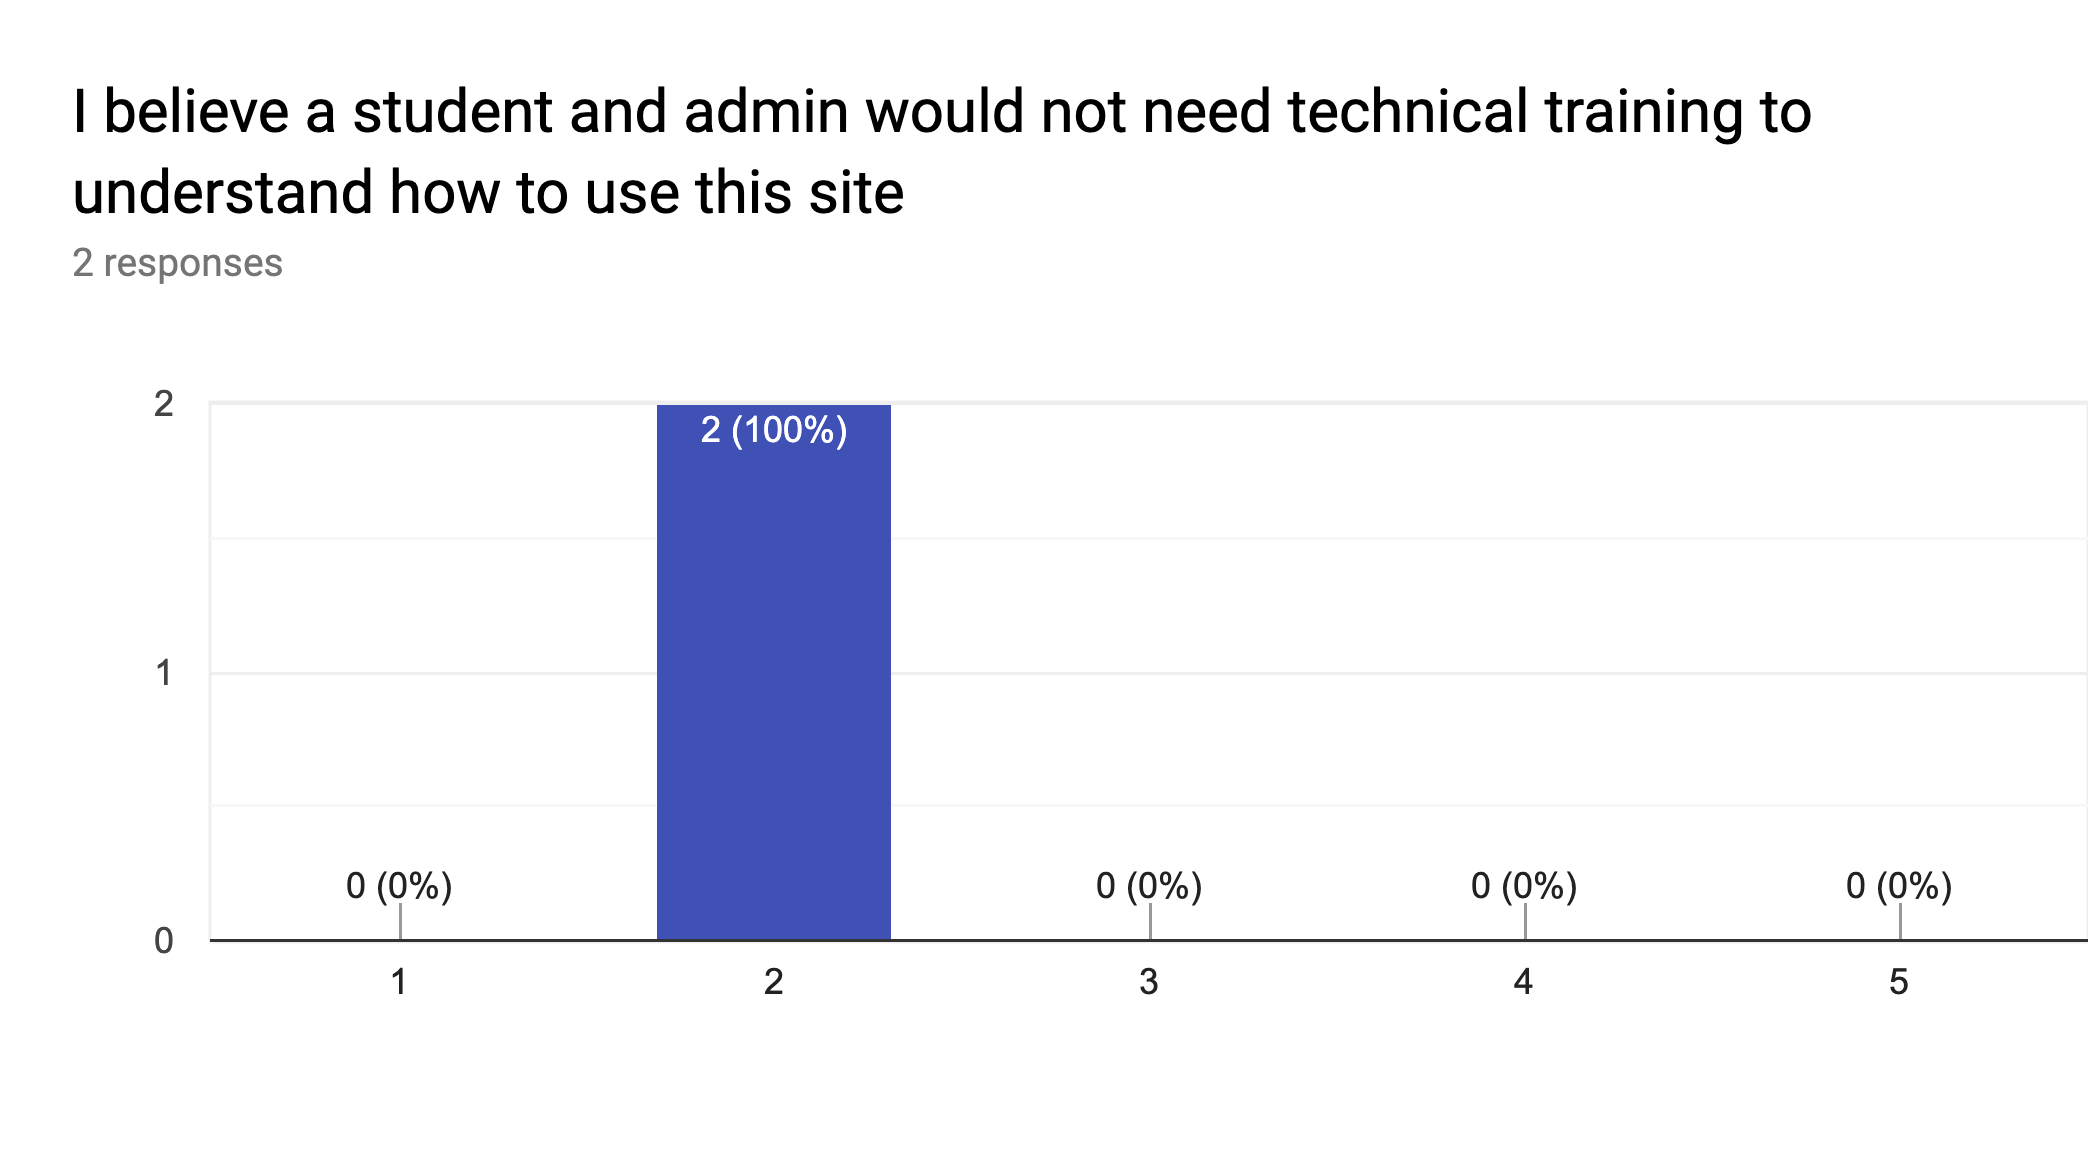 I believe a student and admin would not need technical training to
understand how to use this site
2 responses
2
2 (100%)
1
0 (0%) 0 (0%) 0 (0%) 0 (0%)
0
1 2 3 4 5